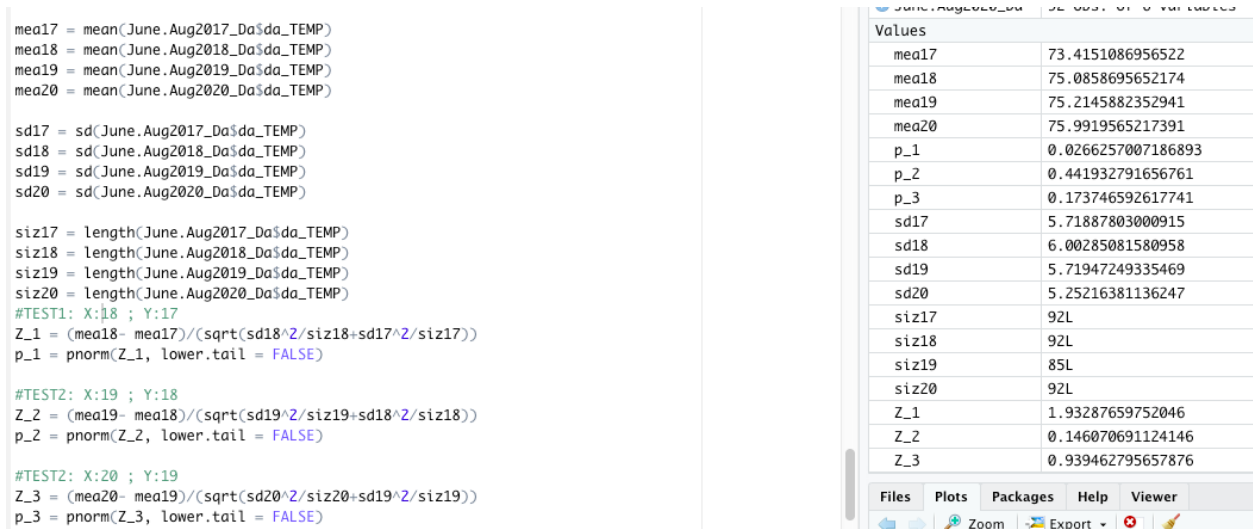 mea17 = mean(June.Aug2017_Da$da_TEMP)
mea18 = mean(June.Aug2018_Da$da_TEMP)
mea19 = mean(June.Aug2019_Da$da_TEMP)
mea20 = mean(June.Aug2020_Da$da_TEMP)
sd17 = sd(June.Aug2017_Da$da_TEMP)
sd18 = sd(June.Aug2018_Da$da_TEMP)
sd19 = sd(June.Aug2019_Da$da_TEMP)
sd20 = sd(June.Aug2020_Da$da_TEMP)
siz17 = length(June.Aug2017_Da$da_TEMP)
siz18 = length(June.Aug2018_Da$da_TEMP)
siz19 = length(June.Aug2019_Da$da_TEMP)
siz20 = length(June.Aug2020_Da$da_TEMP)
#TEST1: X:18 ; Y:17
Z_1 = (mea18- mea17)/(sqrt(sd18^2/siz18+sd17^2/siz17))
p_1 = pnorm(Z_1, lower.tail = FALSE)
#TEST2: X:19 ; Y:18
Z_2 = (mea19- mea18)/(sqrt(sd19^2/siz19+sd18^2/siz18))
p_2 = pnorm(Z_2, lower.tail = FALSE)
#TEST2: X:20 ; Y:19
Z_3 = (mea20- mea19)/(sqrt(sd20^2/siz20+sd19^2/siz19))
p_3 = pnorm(Z_3, lower.tail = FALSE)
Values
mea17 73.4151086956522
mea18 75.0858695652174
mea19 75.2145882352941
mea20 75.9919565217391
p_1 0.0266257007186893
p_2 0.441932791656761
p_3 0.173746592617741
sd17 5.71887803000915
sd18 6.00285081580958
sd19 5.71947249335469
sd20 5.25216381136247
siz17 92L
siz18 92L
siz19 85L
siz20 92L
Z_1 1.93287659752046
Z_2 0.146070691124146
Z_3 0.939462795657876
Files Plots Packages Help Viewer
Zoom Export